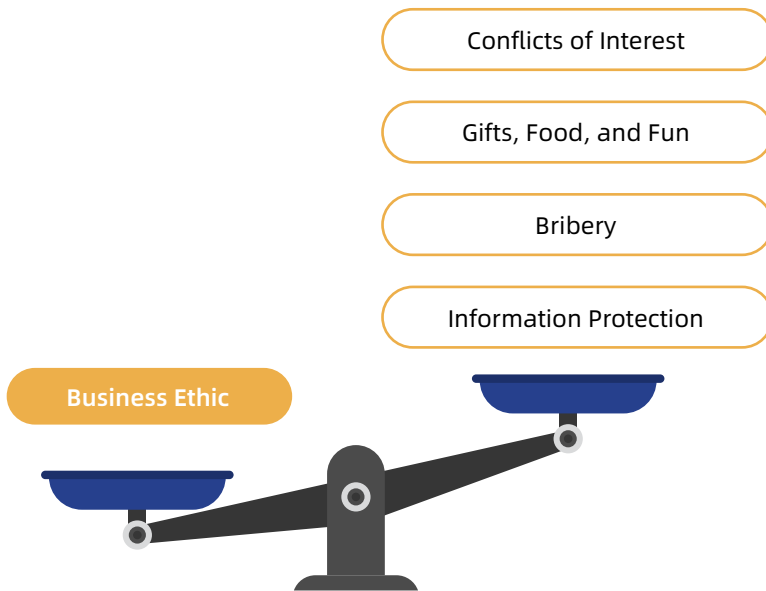 Conflicts of Interest
Gifts, Food, and Fun
Bribery
Information Protection
Business Ethic